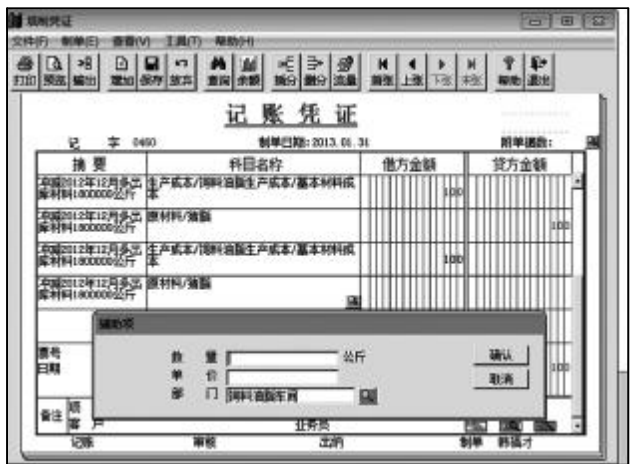 填制凭证
文件(F) 制单(E) 查看(V) 工具(T) 帮助(H)
打印 预览 输出 增加 保存 放弃 查询 余额 插分 删分 流量 首张 上张 下张 末张 帮助 退出
记 账 凭 证
记 字 0460 制单日期:2013.01.31 附单据数:
摘 要 科目名称 借方金额 贷方金额
冲减2012年12月多出库材料1800000公斤 生产成本/饲料油脂生产成本/基本材料成本 100
冲减2012年12月多出库材料1800000公斤 原材料/猪脂 100
冲减2012年12月多出库材料1800000公斤 生产成本/饲料油脂生产成本/基本材料成本 100
冲减2012年12月多出库材料1800000公斤 原材料/猪脂
辅助项
数 量 公斤 确认
单 价 取消
部 门 饲料油脂车间
票号
日期 100
备注 项
客 户 业务员
记账 审核 出纳 制单 韩搞才